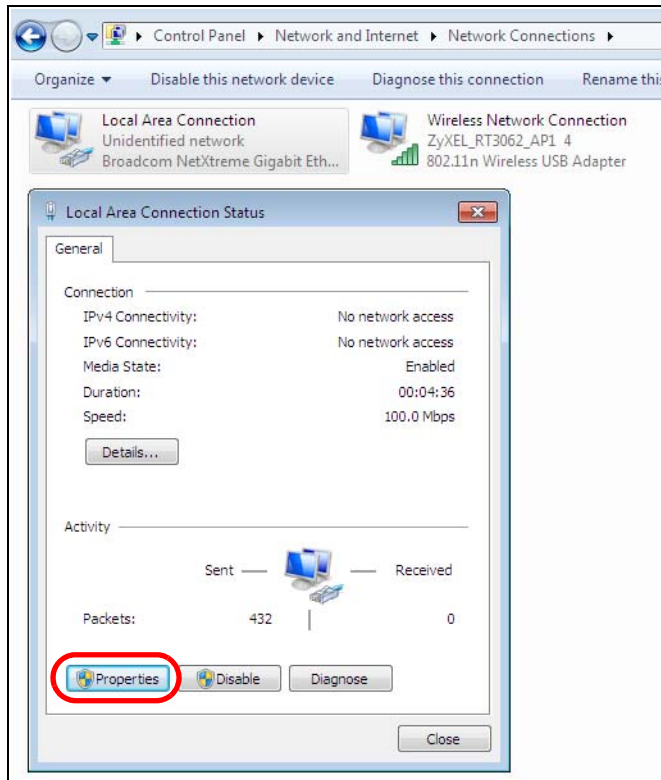 Control Panel ▸ Network and Internet ▸ Network Connections ▸
Organize ▼ Disable this network device Diagnose this connection Rename this
Local Area Connection
Unidentified network
Broadcom NetXtreme Gigabit Eth...
Wireless Network Connection
ZyXEL_RT3062_AP1 4
802.11n Wireless USB Adapter
Local Area Connection Status
General
Connection
IPv4 Connectivity: No network access
IPv6 Connectivity: No network access
Media State: Enabled
Duration: 00:04:36
Speed: 100.0 Mbps
Details...
Activity
Sent — — Received
Packets: 432 | 0
Properties Disable Diagnose
Close